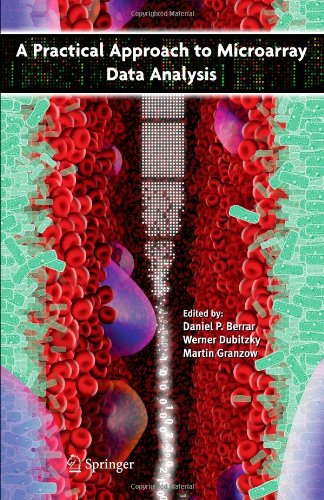 A Practical Approach to Microarray
Data Analysis
Edited by:
Daniel P. Berrar
Werner Dubitzky
Martin Granzow
Springer